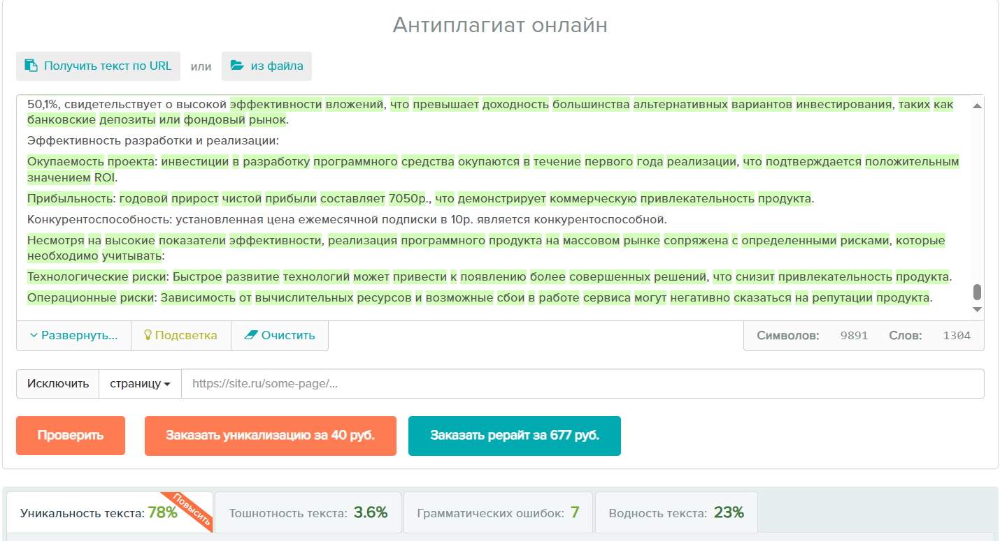 Антиплагиат онлайн
Получить текст по URL или из файла
50,1%, свидетельствует о высокой эффективности вложений, что превышает доходность большинства альтернативных вариантов инвестирования, таких как
банковские депозиты или фондовый рынок.
Эффективность разработки и реализации:
Окупаемость проекта: инвестиции в разработку программного средства окупаются в течение первого года реализации, что подтверждается положительным
значением ROI.
Прибыльность: годовой прирост чистой прибыли составляет 7050р., что демонстрирует коммерческую привлекательность продукта.
Конкурентоспособность: установленная цена ежемесячной подписки в 10р. является конкурентоспособной.
Несмотря на высокие показатели эффективности, реализация программного продукта на массовом рынке сопряжена с определенными рисками, которые
необходимо учитывать:
Технологические риски: Быстрое развитие технологий может привести к появлению более совершенных решений, что снизит привлекательность продукта.
Операционные риски: Зависимость от вычислительных ресурсов и возможные сбои в работе сервиса могут негативно сказаться на репутации продукта.
Развернуть... Подсветка Очистить Символов: 9891 Слов: 1304
Исключить страницу https://site.ru/some-page/...
Проверить Заказать уникализацию за 40 руб. Заказать рерайт за 677 руб.
Уникальность текста: 78% Повысить Тошнотность текста: 3.6% Грамматических ошибок: 7 Водность текста: 23%